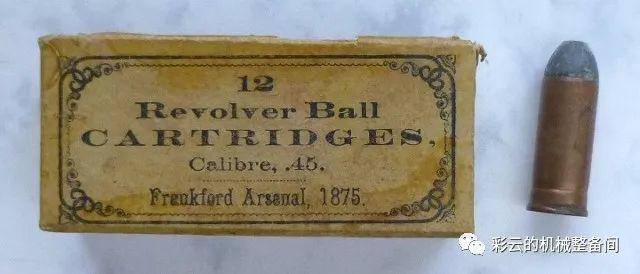 12
Revolver Ball
CARTRIDGES,
Calibre, .45.
Frankford Arsenal, 1875.
彩云的机械整备间